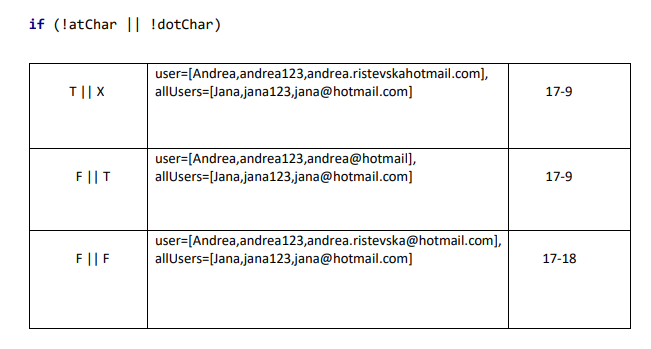 if (!atChar || !dotChar)
T || X
user=[Andrea,andrea123,andrea.ristevskahotmail.com],
allUsers=[Jana,jana123,jana@hotmail.com]
17-9
F || T
user=[Andrea,andrea123,andrea@hotmail],
allUsers=[Jana,jana123,jana@hotmail.com]
17-9
F || F
user=[Andrea,andrea123,andrea.ristevska@hotmail.com],
allUsers=[Jana,jana123,jana@hotmail.com]
17-18